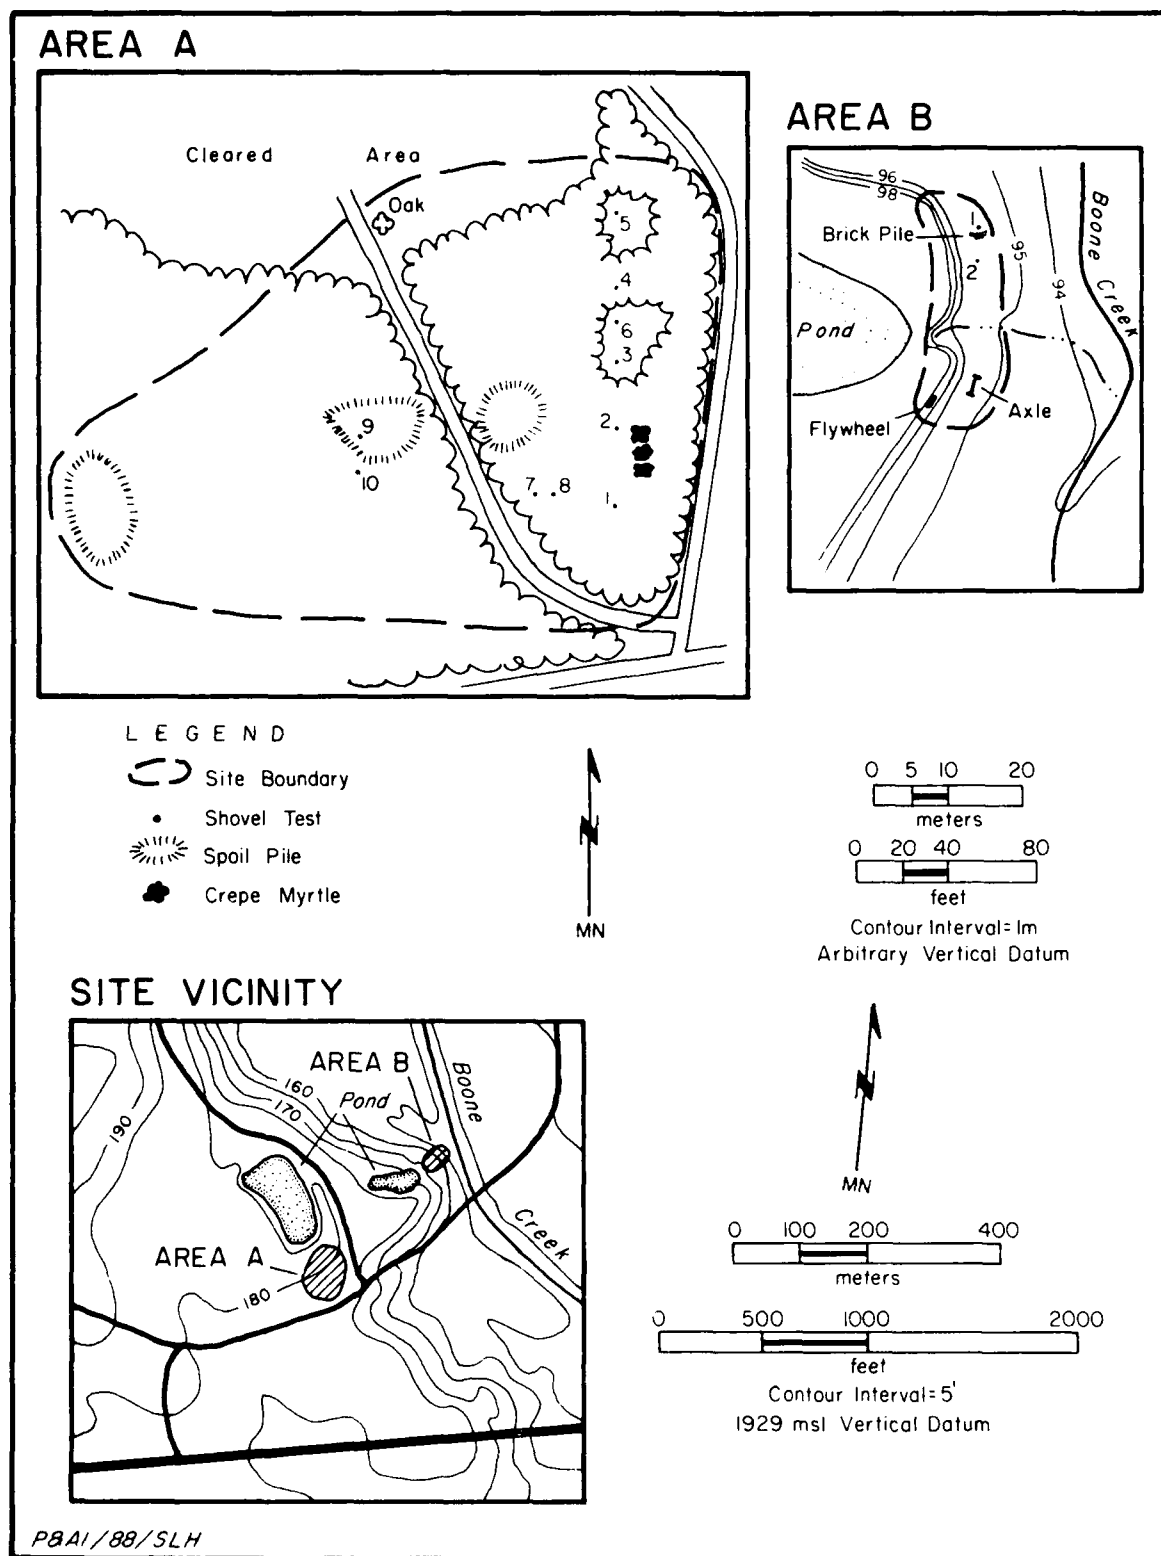 AREA A
Cleared Area
Oak
5
4
6
3
2
9
10
7 8
1
AREA B
96
98
1
Brick Pile
2
95
94
Boone Creek
Pond
Axle
Flywheel
LEGEND
Site Boundary
Shovel Test
Spoil Pile
Crepe Myrtle
MN
0 5 10 20
meters
0 20 40 80
feet
Contour Interval=1m
Arbitrary Vertical Datum
SITE VICINITY
AREA B
160
170
Pond
190
Boone
Creek
AREA A
180
MN
0 100 200 400
meters
0 500 1000 2000
feet
Contour Interval=5'
1929 msl Vertical Datum
P&AI/88/SLH